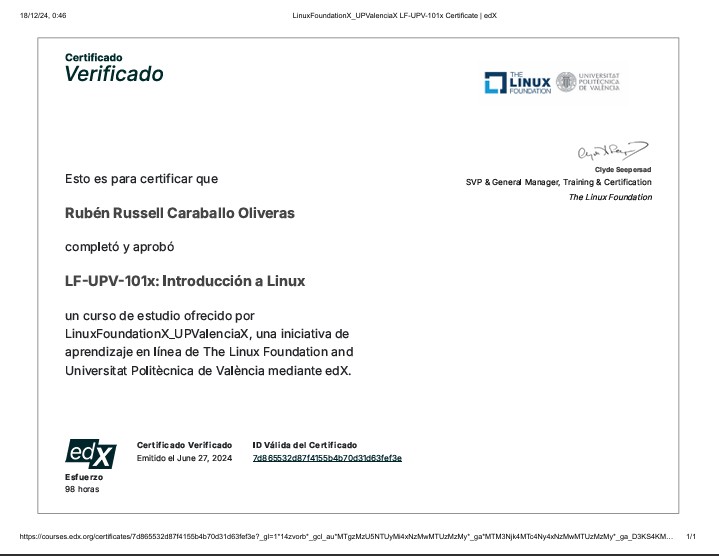 18/12/24, 0:46
LinuxFoundationX_UPValenciaX LF-UPV-101x Certificate | edX
Certificado
Verificado
THE
LINUX
FOUNDATION
UNIVERSITAT
POLITÈCNICA
DE VALÈNCIA
Clyde Seepersad
SVP & General Manager, Training & Certification
The Linux Foundation
Esto es para certificar que
Rubén Russell Caraballo Oliveras
completó y aprobó
LF-UPV-101x: Introducción a Linux
un curso de estudio ofrecido por
LinuxFoundationX_UPValenciaX, una iniciativa de
aprendizaje en línea de The Linux Foundation and
Universitat Politècnica de València mediante edX.
edX
Esfuerzo
98 horas
Certificado Verificado
Emitido el June 27, 2024
ID Válida del Certificado
7d865532d87f4155b4b70d31d63fef3e
https://courses.edx.org/certificates/7d865532d87f4155b4b70d31d63fef3e?_gl=1*14zvorb*_gcl_au*MTgzMzU5NTUyMi4xNzMwMTUzMzMy*_ga*MTM3Njk4MTc4Ny4xNzMwMTUzMzMy*_ga_D3KS4KM… 1/1